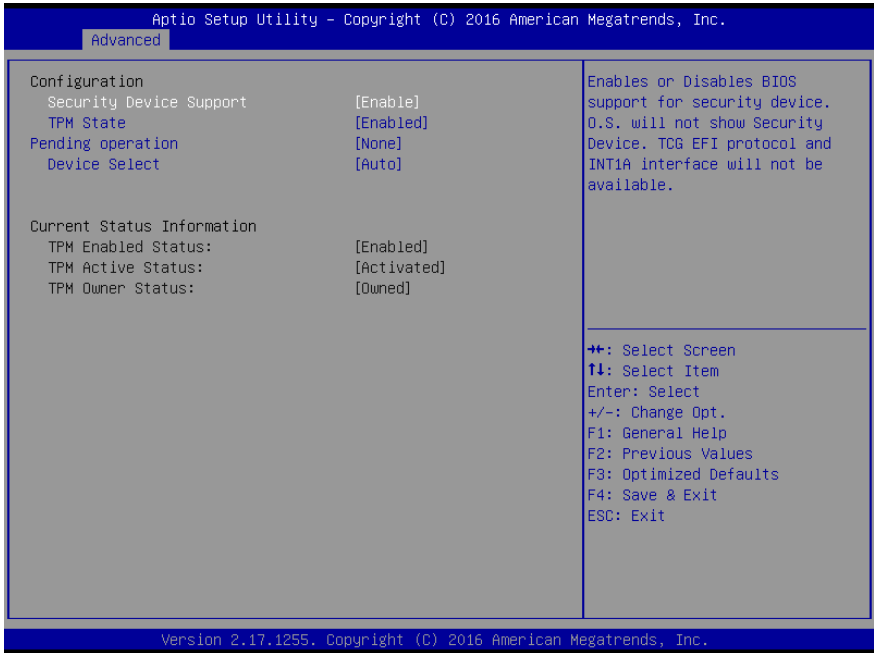 Aptio Setup Utility – Copyright (C) 2016 American Megatrends, Inc.
Advanced
Configuration
Security Device Support [Enable]
TPM State [Enabled]
Pending operation [None]
Device Select [Auto]
Current Status Information
TPM Enabled Status: [Enabled]
TPM Active Status: [Activated]
TPM Owner Status: [Owned]
Enables or Disables BIOS
support for security device.
O.S. will not show Security
Device. TCG EFI protocol and
INT1A interface will not be
available.
→←: Select Screen
↑↓: Select Item
Enter: Select
+/-: Change Opt.
F1: General Help
F2: Previous Values
F3: Optimized Defaults
F4: Save & Exit
ESC: Exit
Version 2.17.1255. Copyright (C) 2016 American Megatrends, Inc.